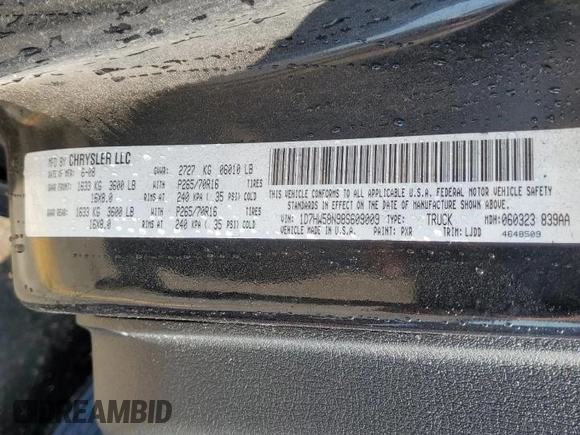 MFD BY CHRYSLER LLC
DATE OF MFR: 6-08 GVWR: 2727 KG 06010 LB
GAWR FRONT: 1633 KG 3600 LB WITH P265/70R16 TIRES
16X8.0 RIMS AT 240 KPA ( 35 PSI) COLD
GAWR REAR: 1633 KG 3600 LB WITH P265/70R16 TIRES
16X8.0 RIMS AT 240 KPA ( 35 PSI) COLD
THIS VEHICLE CONFORMS TO ALL APPLICABLE U.S.A. FEDERAL MOTOR VEHICLE SAFETY
STANDARDS IN EFFECT ON THE DATE OF MANUFACTURE SHOWN ABOVE
VIN: 1D7HW58N98S609009 TYPE: TRUCK MDH: 060323 839AA
VEHICLE MADE IN U.S.A. PAINT: PXR TRIM: LJDD 4648509
DREAMBID